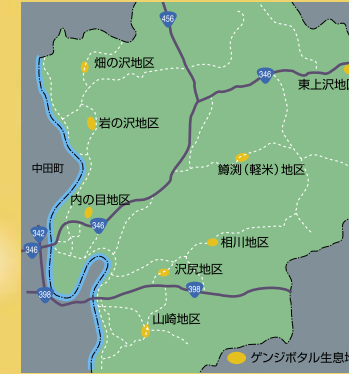 456
畑の沢地区
346
東上沢地区
岩の沢地区
中田町
鱒渕（軽米）地区
内の目地区
346
342
346
相川地区
沢尻地区
398
398
山崎地区
ゲンジボタル生息地